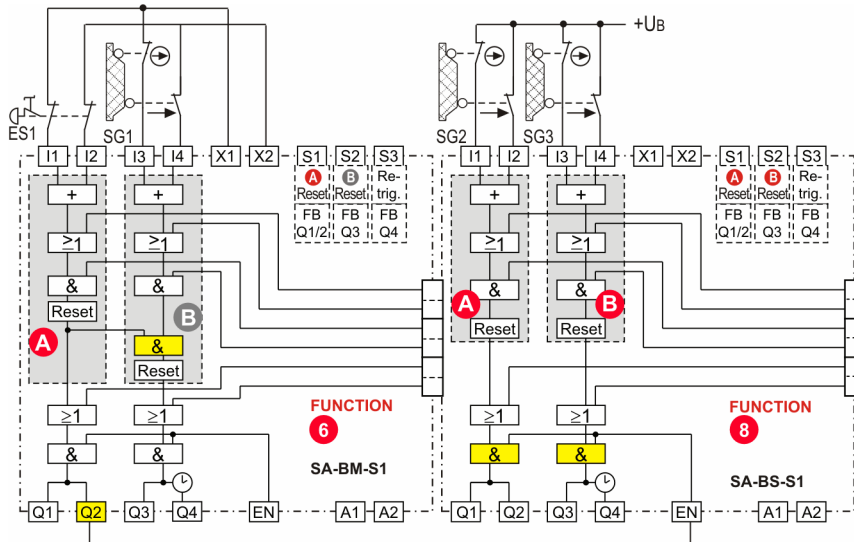 +UB
ES1
SG1
SG2
SG3
I1 I2 I3 I4 X1 X2 S1 S2 S3
A B Re-
Reset Reset trig.
FB FB FB
Q1/2 Q3 Q4
+ +
≥1 ≥1
& &
Reset
A B
&
Reset
≥1 ≥1
& &
FUNCTION
6
SA-BM-S1
Q1 Q2 Q3 Q4 EN A1 A2
I1 I2 I3 I4 X1 X2 S1 S2 S3
A B Re-
Reset Reset trig.
FB FB FB
Q1/2 Q3 Q4
+ +
≥1 ≥1
& &
A B
Reset Reset
≥1 ≥1
& &
FUNCTION
8
SA-BS-S1
Q1 Q2 Q3 Q4 EN A1 A2